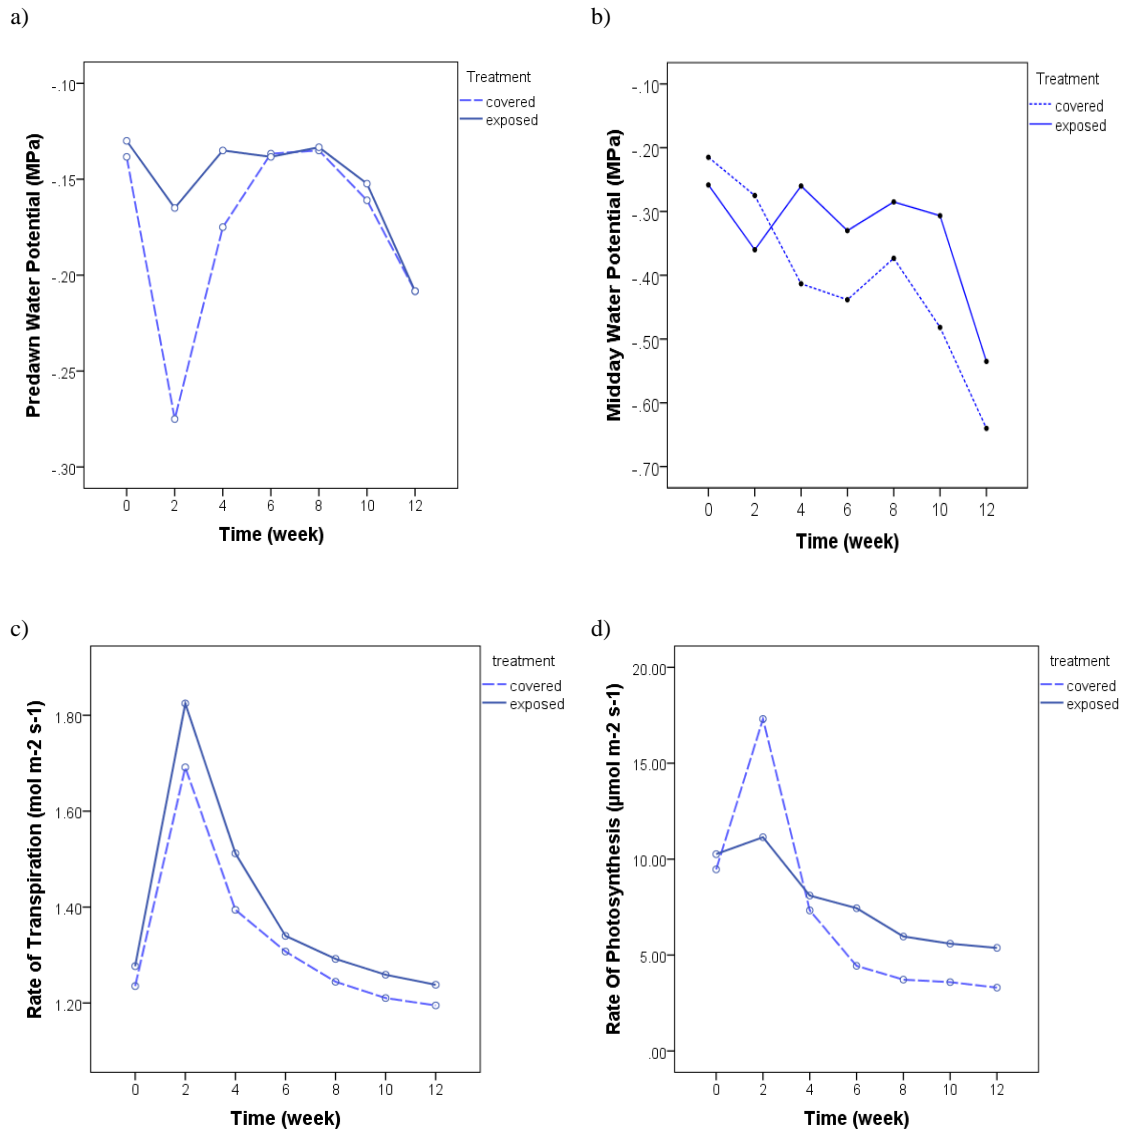 a)
Predawn Water Potential (MPa)
-.10
-.15
-.20
-.25
-.30
0 2 4 6 8 10 12
Time (week)
Treatment
covered
exposed
b)
Midday Water Potential (MPa)
-.10
-.20
-.30
-.40
-.50
-.60
-.70
0 2 4 6 8 10 12
Time (week)
Treatment
covered
exposed
c)
Rate of Transpiration (mol m-2 s-1)
1.80
1.60
1.40
1.20
0 2 4 6 8 10 12
Time (week)
treatment
covered
exposed
d)
Rate Of Photosynthesis (µmol m-2 s-1)
20.00
15.00
10.00
5.00
.00
0 2 4 6 8 10 12
Time (week)
treatment
covered
exposed